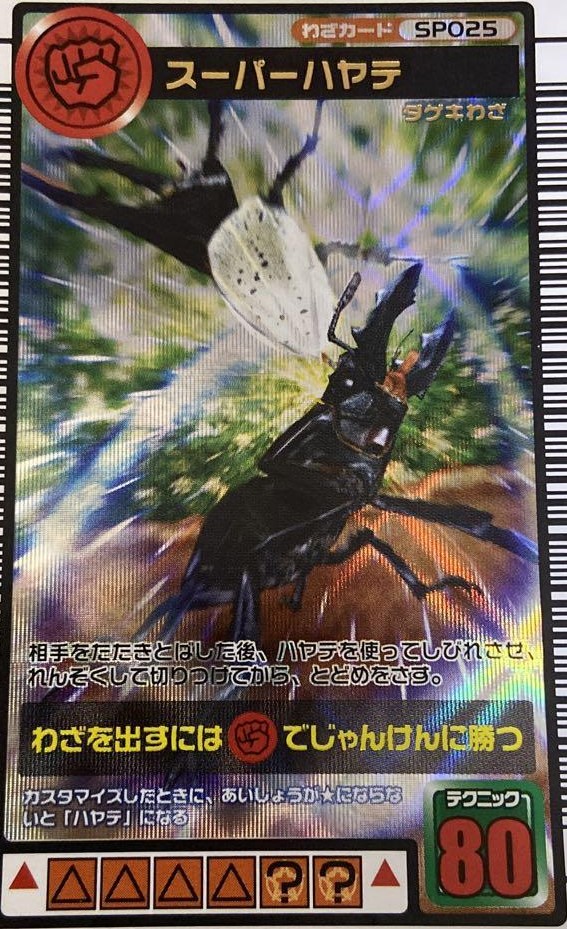 わざカード SP025
スーパーハヤテ
ダゲキわざ
相手をたたきとばした後、ハヤテを使ってしびれさせ、
れんぞくして切りつけてから、とどめをさす。
わざを出すには でじゃんけんに勝つ
カスタマイズしたときに、あいしょうが★にならな
いと「ハヤテ」になる
テクニック
80
? ?